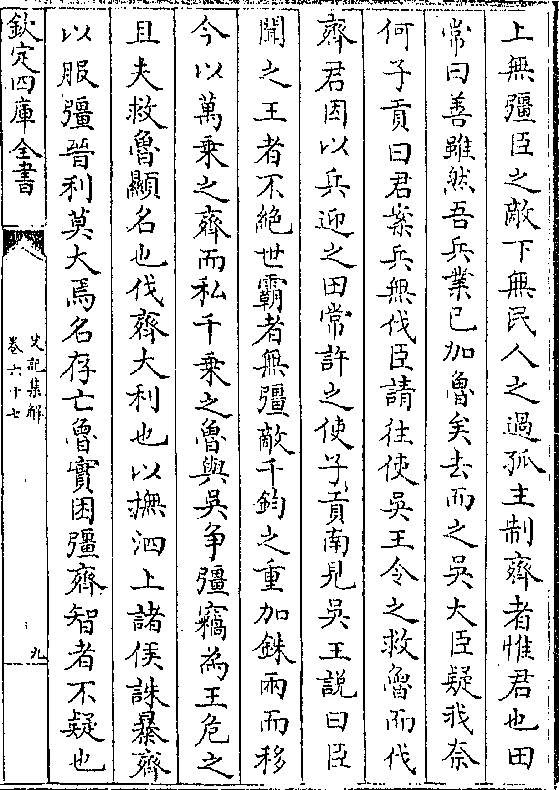 上無彊臣之敵下無民人之過孤主制齊者惟君也田
常曰善雖然吾兵業已加魯矣去而之吳大臣疑我奈
何子貢曰君案兵無伐臣請往使吳王令之救魯而伐
齊君因以兵迎之田常許之使子貢南見吳王說曰臣
聞之王者不絶世霸者無彊敵千鈞之重加銖兩而移
今以萬乗之齊而私千乗之魯與吳爭彊竊為王危之
且夫救魯顯名也伐齊大利也以撫泗上諸侯誅暴齊
以服彊晉利莫大焉名存亡魯實困彊齊智者不疑也
欽定四庫全書
史記集解
卷六十七
九